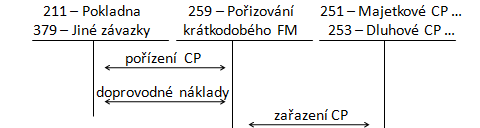 211 – Pokladna
379 – Jiné závazky
259 – Pořizování
krátkodobého FM
251 – Majetkové CP ...
253 – Dluhové CP ...
pořízení CP
doprovodné náklady
zařazení CP